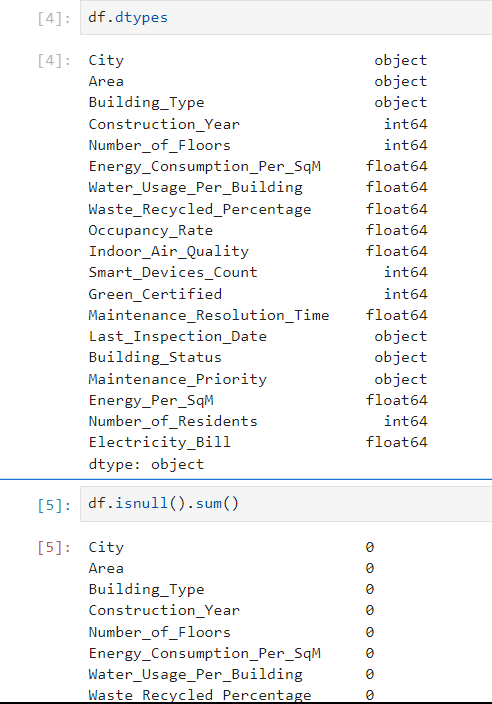 [4]: df.dtypes
[4]: City object
Area object
Building_Type object
Construction_Year int64
Number_of_Floors int64
Energy_Consumption_Per_SqM float64
Water_Usage_Per_Building float64
Waste_Recycled_Percentage float64
Occupancy_Rate float64
Indoor_Air_Quality float64
Smart_Devices_Count int64
Green_Certified int64
Maintenance_Resolution_Time float64
Last_Inspection_Date object
Building_Status object
Maintenance_Priority object
Energy_Per_SqM float64
Number_of_Residents int64
Electricity_Bill float64
dtype: object
[5]: df.isnull().sum()
[5]: City 0
Area 0
Building_Type 0
Construction_Year 0
Number_of_Floors 0
Energy_Consumption_Per_SqM 0
Water_Usage_Per_Building 0
Waste_Recycled_Percentage 0